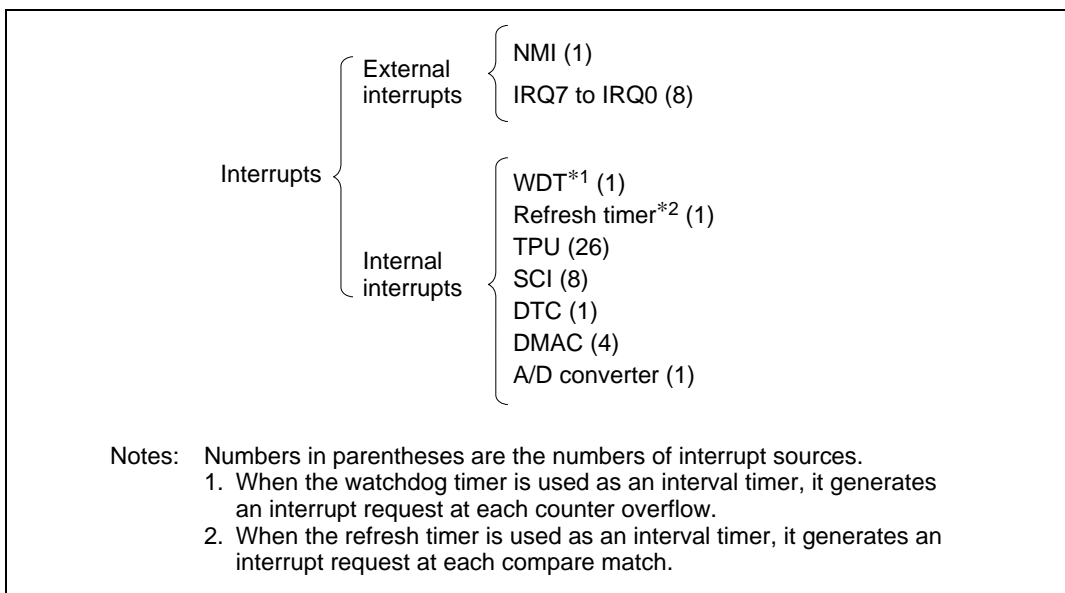 NMI (1)
External
interrupts
IRQ7 to IRQ0 (8)
Interrupts
WDT*1 (1)
Refresh timer*2 (1)
TPU (26)
Internal
interrupts
SCI (8)
DTC (1)
DMAC (4)
A/D converter (1)
Notes: Numbers in parentheses are the numbers of interrupt sources.
1. When the watchdog timer is used as an interval timer, it generates
an interrupt request at each counter overflow.
2. When the refresh timer is used as an interval timer, it generates an
interrupt request at each compare match.